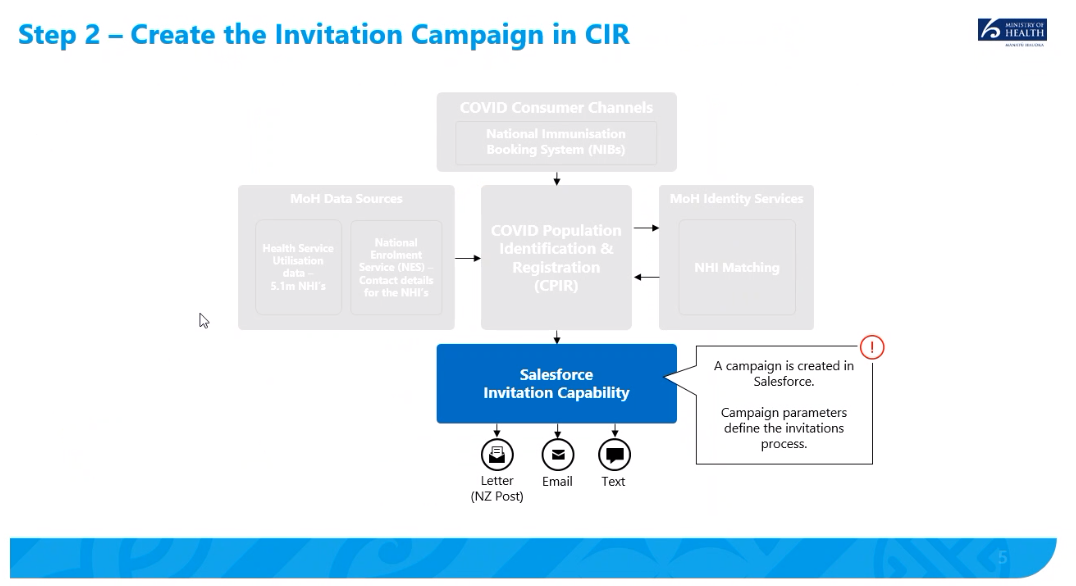 Step 2 – Create the Invitation Campaign in CIR
MINISTRY OF
HEALTH
MANATŪ HAUORA
COVID Consumer Channels
National Immunisation
Booking System (NIBs)
MoH Data Sources
Health Service
Utilisation
data –
5.1m NHI's
National
Enrolment
Service (NES) –
Contact details
for the NHI's
COVID Population
Identification &
Registration
(CPIR)
MoH Identity Services
NHI Matching
Salesforce
Invitation Capability
!
A campaign is created in
Salesforce.
Campaign parameters
define the invitations
process.
Letter
(NZ Post)
Email
Text
5